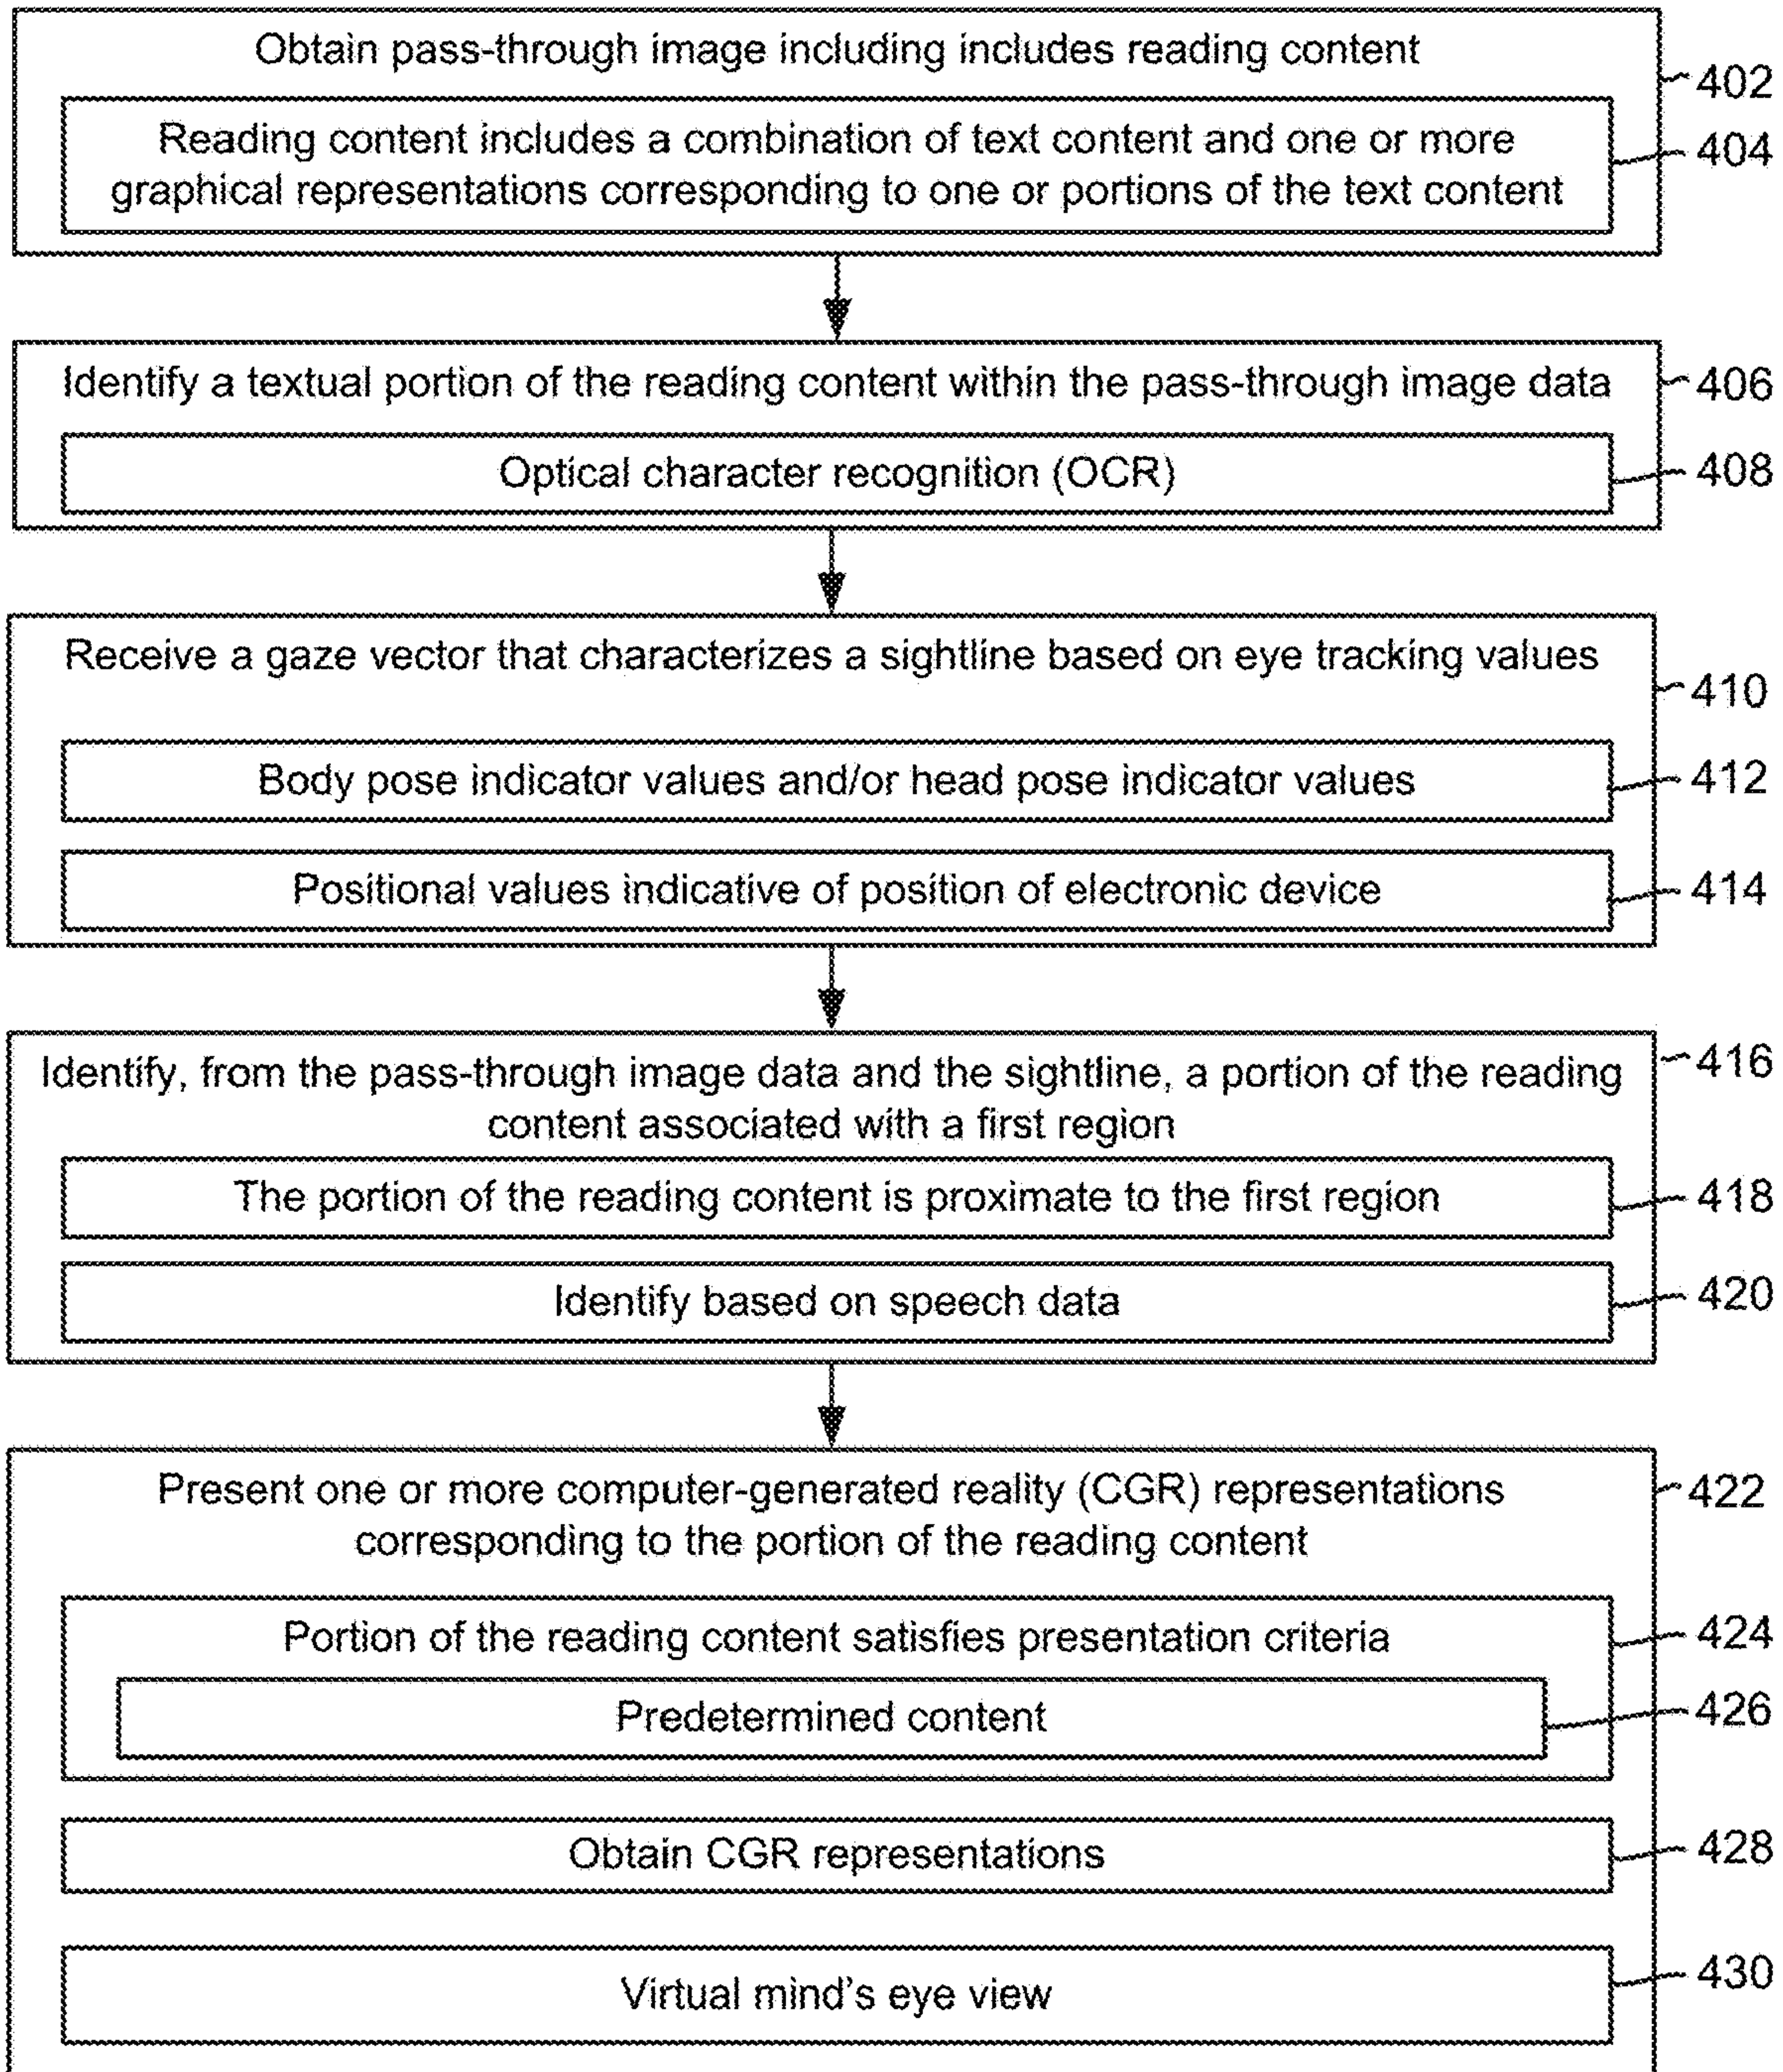 Obtain pass-through image including includes reading content
402
Reading content includes a combination of text content and one or more
graphical representations corresponding to one or portions of the text content
404
Identify a textual portion of the reading content within the pass-through image data
406
Optical character recognition (OCR)
408
Receive a gaze vector that characterizes a sightline based on eye tracking values
410
Body pose indicator values and/or head pose indicator values
412
Positional values indicative of position of electronic device
414
Identify, from the pass-through image data and the sightline, a portion of the reading
content associated with a first region
416
The portion of the reading content is proximate to the first region
418
Identify based on speech data
420
Present one or more computer-generated reality (CGR) representations
corresponding to the portion of the reading content
422
Portion of the reading content satisfies presentation criteria
424
Predetermined content
426
Obtain CGR representations
428
Virtual mind's eye view
430